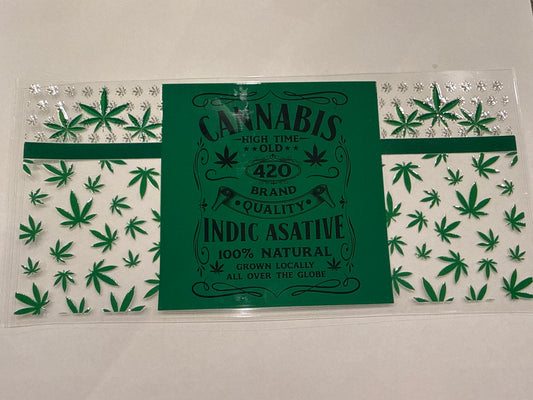 CANNABIS
HIGH TIME
OLD
420
BRAND
QUALITY
INDIC ASATIVE
100% NATURAL
GROWN LOCALLY
ALL OVER THE GLOBE